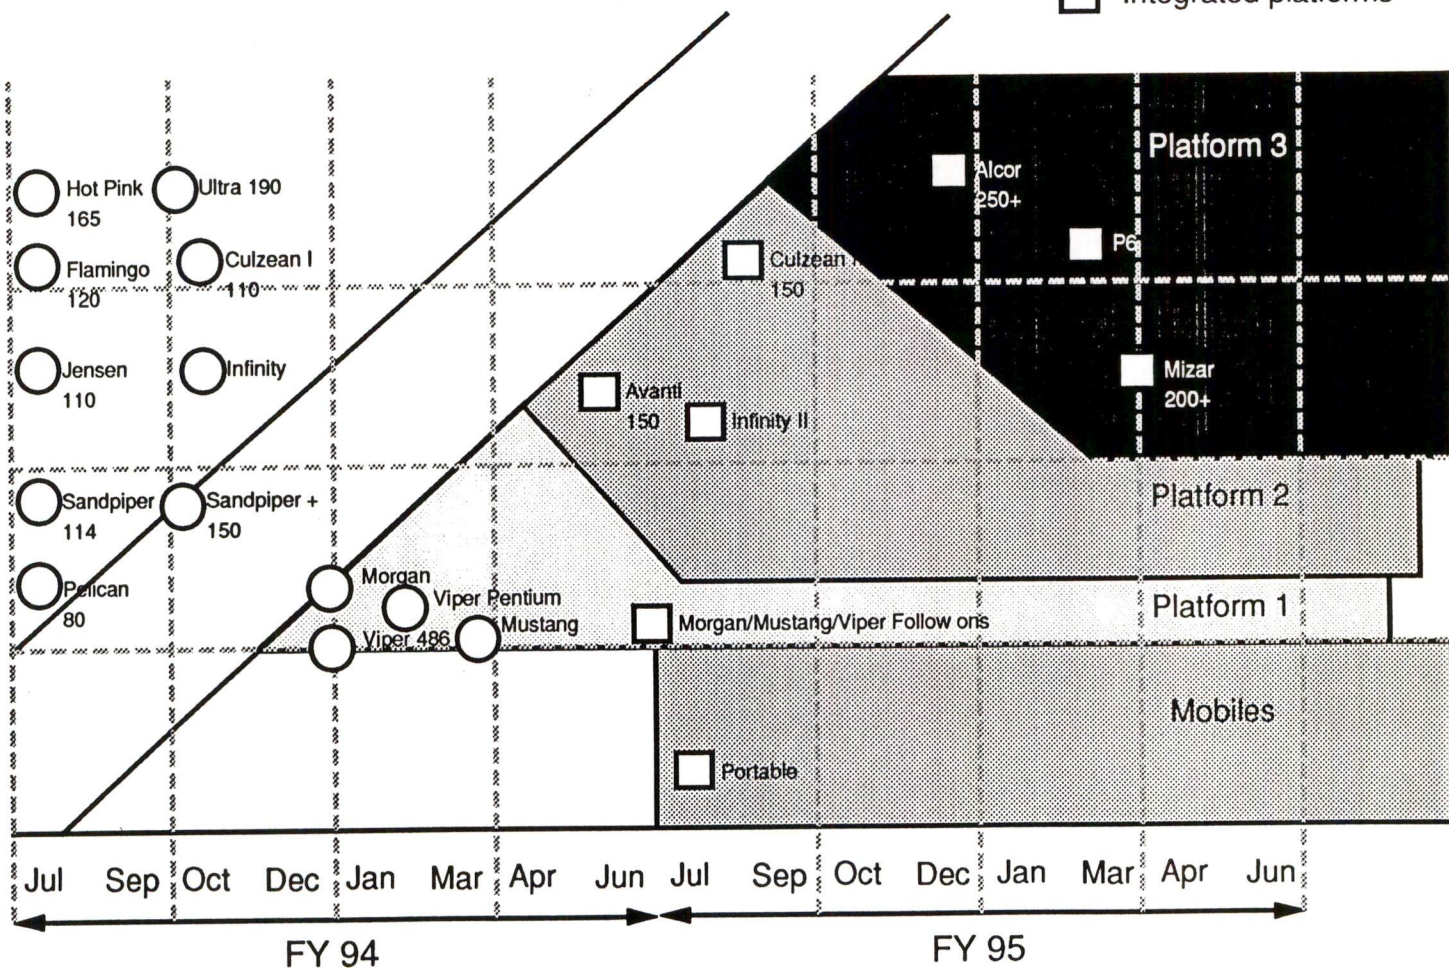 Integrated platforms
Platform 3
Hot Pink
165
Ultra 190
Alcor
250+
P6
Flamingo
120
Culzean I
110
Culzean
150
Jensen
110
Infinity
Avanti
150
Infinity II
Mizar
200+
Sandpiper
114
Sandpiper +
150
Platform 2
Pelican
80
Morgan
Viper Pentium
Mustang
Viper 486
Morgan/Mustang/Viper Follow ons
Platform 1
Mobiles
Portable
Jul Sep Oct Dec Jan Mar Apr Jun Jul Sep Oct Dec Jan Mar Apr Jun
FY 94 FY 95